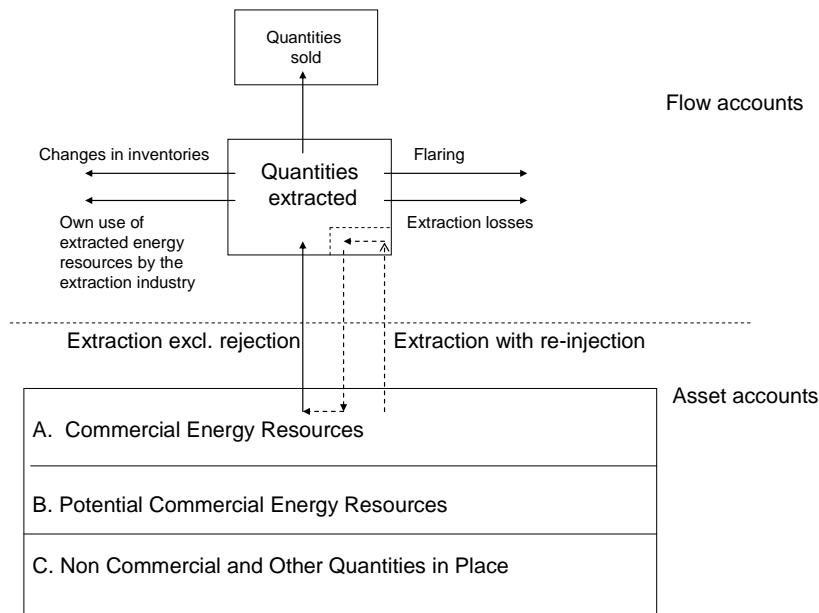 Quantities
sold
Flow accounts
Changes in inventories
Quantities
extracted
Flaring
Own use of
extracted energy
resources by the
extraction industry
Extraction losses
Extraction excl. rejection
Extraction with re-injection
Asset accounts
A. Commercial Energy Resources
B. Potential Commercial Energy Resources
C. Non Commercial and Other Quantities in Place